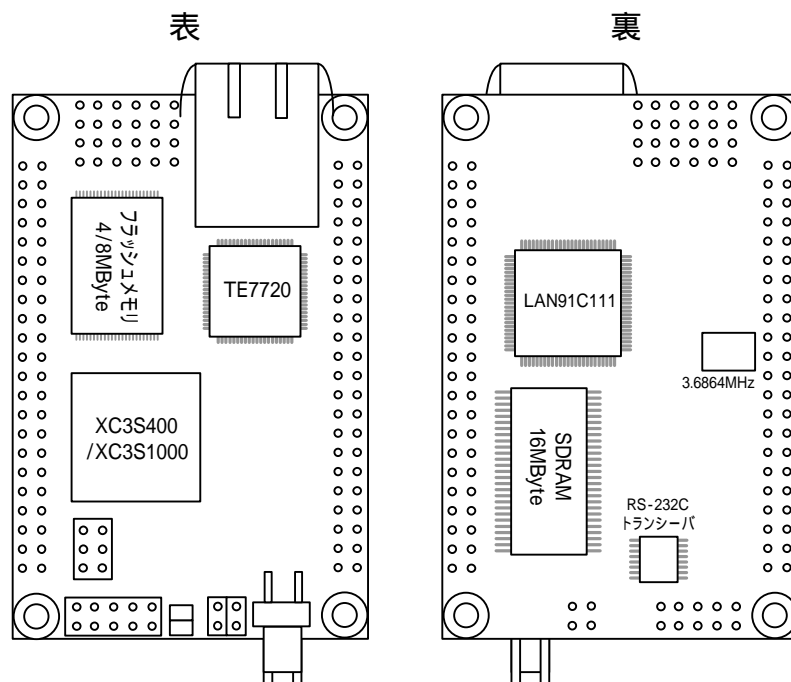 表
フラッシュメモリ
4/8MByte
TE7720
XC3S400
/XC3S1000
裏
LAN91C111
3.6864MHz
SDRAM
16MByte
RS-232C
トランシーバ